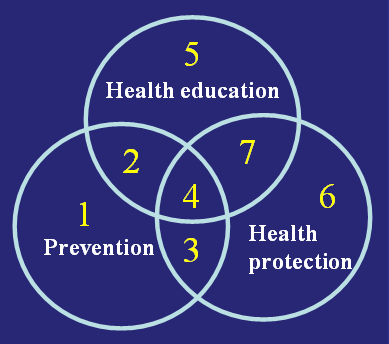 5
Health education
2
7
4
1
6
Prevention
3
Health
protection